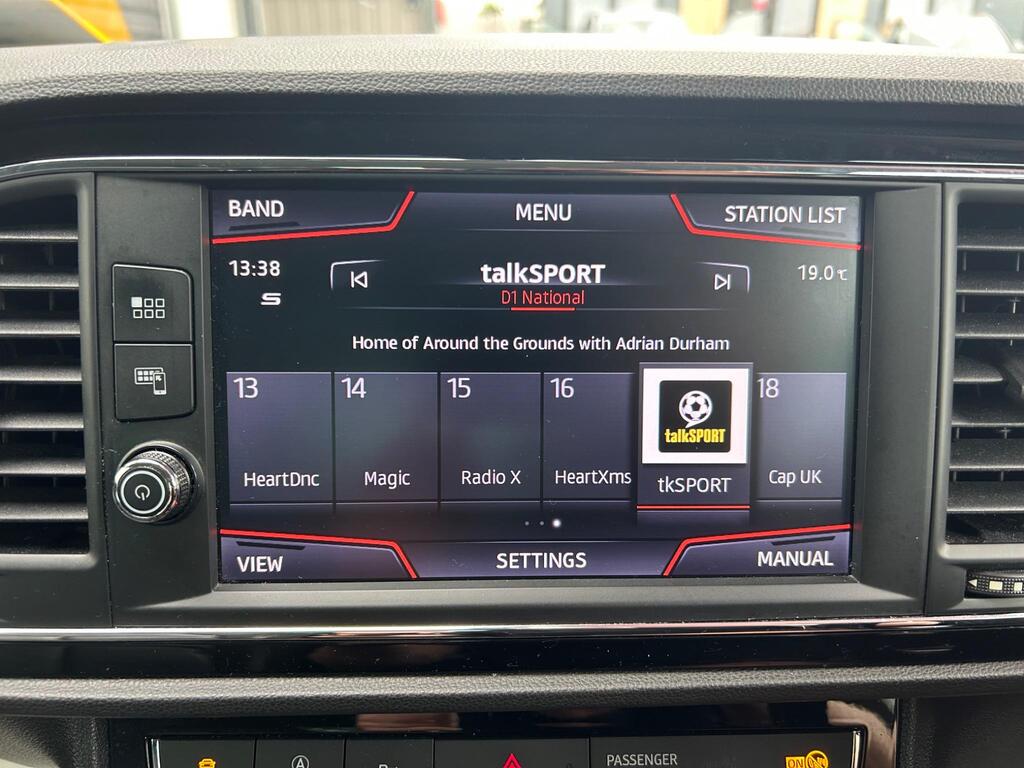 BAND
MENU
STATION LIST
13:38
talkSPORT
19.0℃
S
D1 National
Home of Around the Grounds with Adrian Durham
13
14
15
16
18
talkSPORT
HeartDnc
Magic
Radio X
HeartXms
tkSPORT
Cap UK
VIEW
SETTINGS
MANUAL
A
PASSENGER
ON